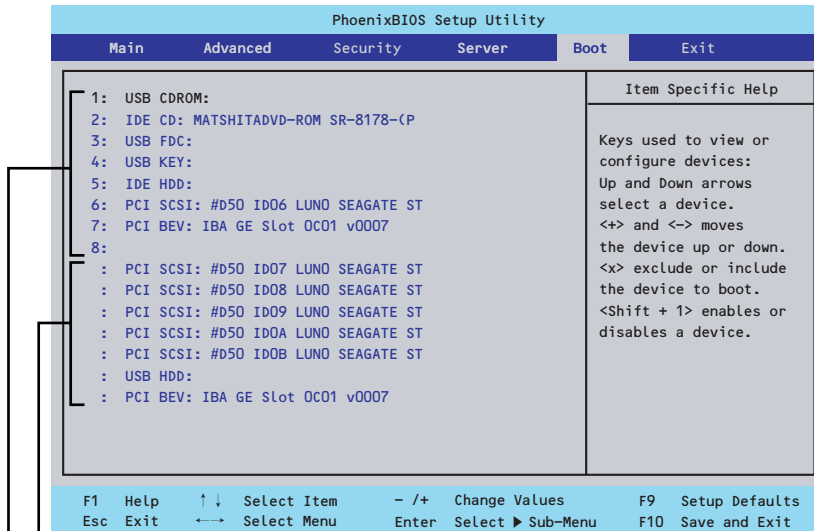 PhoenixBIOS Setup Utility
Main Advanced Security Server Boot Exit
1: USB CDROM:
2: IDE CD: MATSHITADVD-ROM SR-8178-(P
3: USB FDC:
4: USB KEY:
5: IDE HDD:
6: PCI SCSI: #D50 ID06 LUN0 SEAGATE ST
7: PCI BEV: IBA GE Slot 0C01 v0007
8:
: PCI SCSI: #D50 ID07 LUN0 SEAGATE ST
: PCI SCSI: #D50 ID08 LUN0 SEAGATE ST
: PCI SCSI: #D50 ID09 LUN0 SEAGATE ST
: PCI SCSI: #D50 ID0A LUN0 SEAGATE ST
: PCI SCSI: #D50 ID0B LUN0 SEAGATE ST
: USB HDD:
: PCI BEV: IBA GE Slot 0C01 v0007
Item Specific Help
Keys used to view or
configure devices:
Up and Down arrows
select a device.
<+> and <-> moves
the device up or down.
<x> exclude or include
the device to boot.
<Shift + 1> enables or
disables a device.
F1 Help ↑↓ Select Item - /+ Change Values F9 Setup Defaults
Esc Exit ←→ Select Menu Enter Select ▶ Sub-Menu F10 Save and Exit